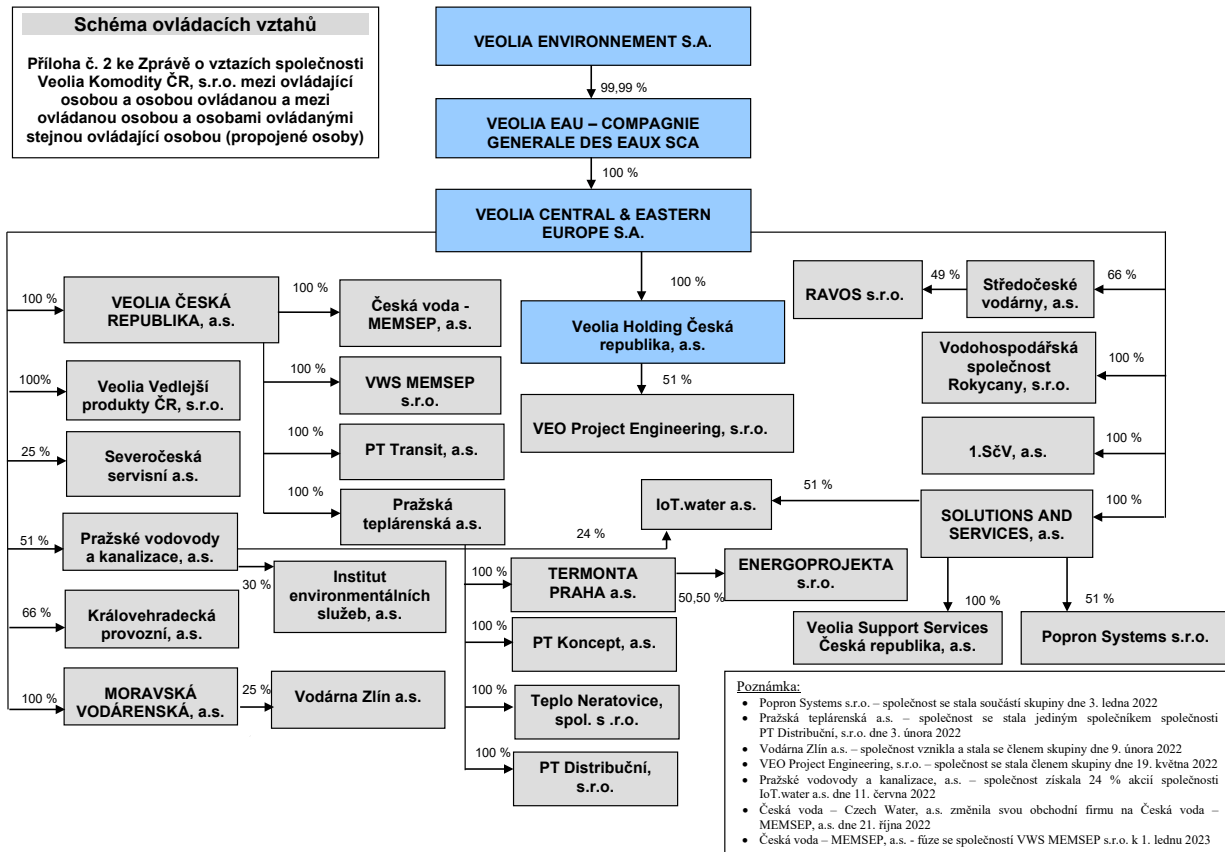 Schéma ovládacích vztahů
Příloha č. 2 ke Zprávě o vztazích společnosti
Veolia Komodity ČR, s.r.o. mezi ovládající
osobou a osobou ovládanou a mezi
ovládanou osobou a osobami ovládanými
stejnou ovládající osobou (propojené osoby)
VEOLIA ENVIRONNEMENT S.A.
99,99 %
VEOLIA EAU – COMPAGNIE
GENERALE DES EAUX SCA
100 %
VEOLIA CENTRAL & EASTERN
EUROPE S.A.
100 %
VEOLIA ČESKÁ
REPUBLIKA, a.s.
100 %
Česká voda -
MEMSEP, a.s.
100 %
Veolia Holding Česká
republika, a.s.
RAVOS s.r.o.
49 %
Středočeské
vodárny, a.s.
66 %
100%
Veolia Vedlejší
produkty ČR, s.r.o.
100 %
VWS MEMSEP
s.r.o.
51 %
VEO Project Engineering, s.r.o.
Vodohospodářská
společnost
Rokycany, s.r.o.
100 %
25 %
Severočeská
servisní a.s.
100 %
PT Transit, a.s.
1.SčV, a.s.
100 %
100 %
Pražská
teplárenská a.s.
IoT.water a.s.
51 %
SOLUTIONS AND
SERVICES, a.s.
100 %
51 %
Pražské vodovody
a kanalizace, a.s.
24 %
30 %
Institut
environmentálních
služeb, a.s.
100 %
TERMONTA
PRAHA a.s.
50,50 %
ENERGOPROJEKTA
s.r.o.
66 %
Královehradecká
provozní, a.s.
100 %
PT Koncept, a.s.
100 %
Veolia Support Services
Česká republika, a.s.
51 %
Popron Systems s.r.o.
100 %
MORAVSKÁ
VODÁRENSKÁ, a.s.
25 %
Vodárna Zlín a.s.
100 %
Teplo Neratovice,
spol. s .r.o.
100 %
PT Distribuční,
s.r.o.
Poznámka:
• Popron Systems s.r.o. – společnost se stala součástí skupiny dne 3. ledna 2022
• Pražská teplárenská a.s. – společnost se stala jediným společníkem společnosti
PT Distribuční, s.r.o. dne 3. února 2022
• Vodárna Zlín a.s. – společnost vznikla a stala se členem skupiny dne 9. února 2022
• VEO Project Engineering, s.r.o. – společnost se stala členem skupiny dne 19. května 2022
• Pražské vodovody a kanalizace, a.s. – společnost získala 24 % akcií společnosti
IoT.water a.s. dne 11. června 2022
• Česká voda – Czech Water, a.s. změnila svou obchodní firmu na Česká voda –
MEMSEP, a.s. dne 21. října 2022
• Česká voda – MEMSEP, a.s. - fúze se společností VWS MEMSEP s.r.o. k 1. lednu 2023